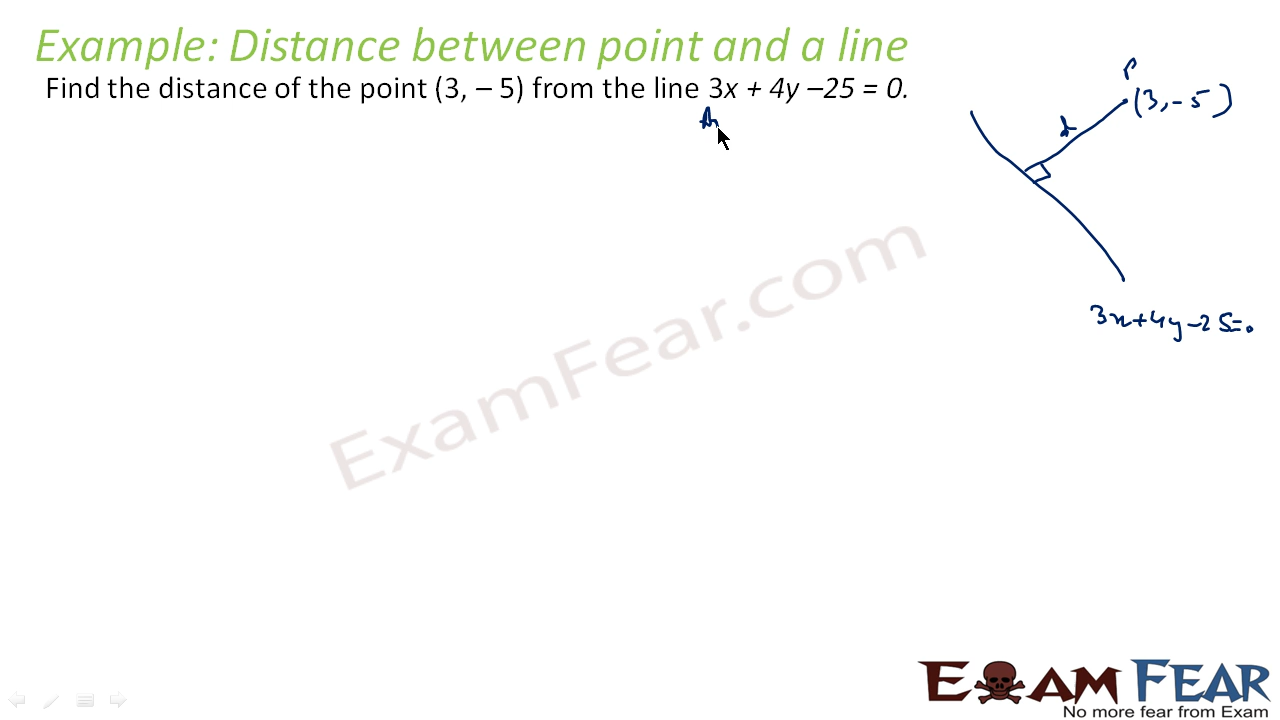 Example: Distance between point and a line
Find the distance of the point (3, – 5) from the line 3x + 4y –25 = 0.
P
(3, - 5)
d
3x+4y-25=0
ExamFear.com
EXAM FEAR
No more fear from Exam